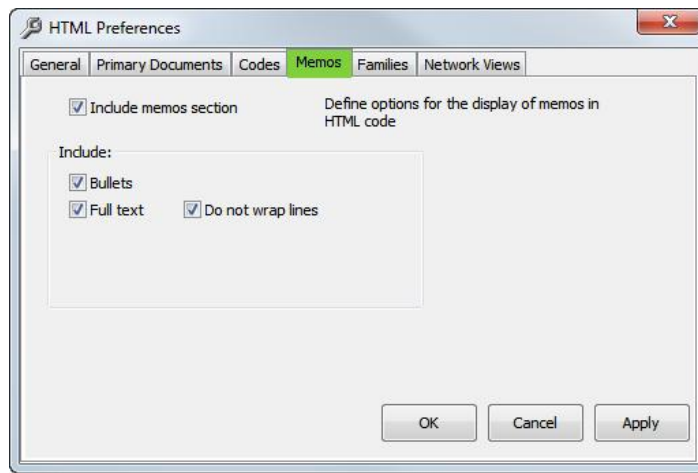 HTML Preferences
General Primary Documents Codes Memos Families Network Views
Include memos section
Define options for the display of memos in
HTML code
Include:
Bullets
Full text Do not wrap lines
OK Cancel Apply